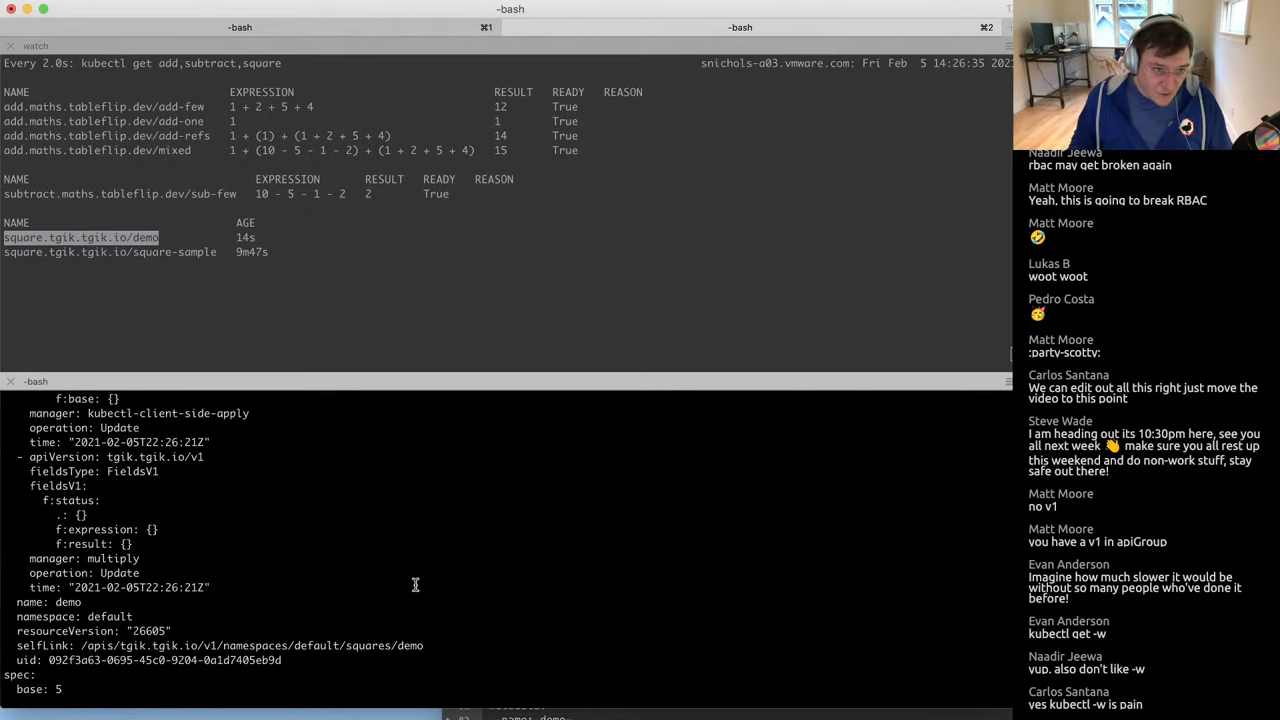 -bash
-bash ⌘1 -bash ⌘2
watch
Every 2.0s: kubectl get add,subtract,square snichols-a03.vmware.com: Fri Feb 5 14:26:35
NAME EXPRESSION RESULT READY REASON
add.maths.tableflip.dev/add-few 1 + 2 + 5 + 4 12 True
add.maths.tableflip.dev/add-one 1 1 True
add.maths.tableflip.dev/add-refs 1 + (1) + (1 + 2 + 5 + 4) 14 True
add.maths.tableflip.dev/mixed 1 + (10 - 5 - 1 - 2) + (1 + 2 + 5 + 4) 15 True
NAME EXPRESSION RESULT READY REASON
subtract.maths.tableflip.dev/sub-few 10 - 5 - 1 - 2 2 True
NAME AGE
square.tgik.tgik.io/demo 14s
square.tgik.tgik.io/square-sample 9m47s
-bash
f:base: {}
manager: kubectl-client-side-apply
operation: Update
time: "2021-02-05T22:26:21Z"
- apiVersion: tgik.tgik.io/v1
fieldsType: FieldsV1
fieldsV1:
f:status:
.: {}
f:expression: {}
f:result: {}
manager: multiply
operation: Update
time: "2021-02-05T22:26:21Z"
name: demo
namespace: default
resourceVersion: "26605"
selfLink: /apis/tgik.tgik.io/v1/namespaces/default/squares/demo
uid: 092f3a63-0695-45c0-9204-0a1d7405eb9d
spec:
base: 5
name: demo
Naadir Jeewa
rbac may get broken again
Matt Moore
Yeah, this is going to break RBAC
Matt Moore
🤣
Lukas B
woot woot
Pedro Costa
🥳
Matt Moore
:party-scotty:
Carlos Santana
We can edit out all this right just move the
video to this point
Steve Wade
I am heading out its 10:30pm here, see you
all next week 👋 make sure you all rest up
this weekend and do non-work stuff, stay
safe out there!
Matt Moore
no v1
Matt Moore
you have a v1 in apiGroup
Evan Anderson
Imagine how much slower it would be
without so many people who've done it
before!
Evan Anderson
kubectl get -w
Naadir Jeewa
yup. also don't like -w
Carlos Santana
yes kubectl -w is pain